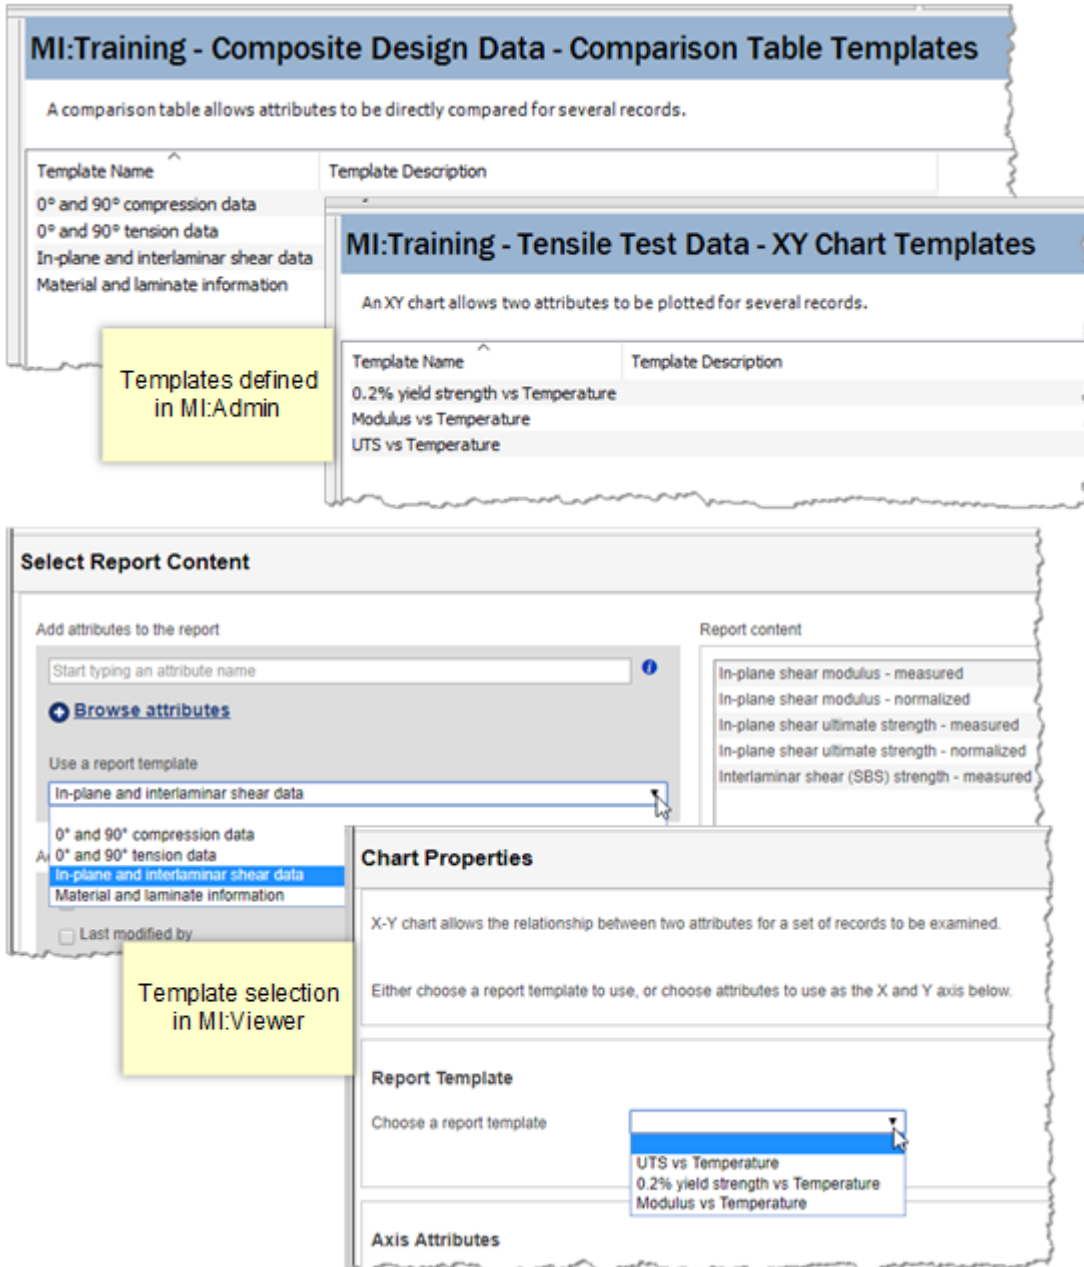 MI:Training - Composite Design Data - Comparison Table Templates
A comparison table allows attributes to be directly compared for several records.
Template Name
Template Description
0° and 90° compression data
0° and 90° tension data
In-plane and interlaminar shear data
Material and laminate information
MI:Training - Tensile Test Data - XY Chart Templates
An XY chart allows two attributes to be plotted for several records.
Template Name
Template Description
0.2% yield strength vs Temperature
Modulus vs Temperature
UTS vs Temperature
Templates defined
in MI:Admin
Select Report Content
Add attributes to the report
Start typing an attribute name
Browse attributes
Use a report template
In-plane and interlaminar shear data
0° and 90° compression data
0° and 90° tension data
In-plane and interlaminar shear data
Material and laminate information
Last modified by
Report content
In-plane shear modulus - measured
In-plane shear modulus - normalized
In-plane shear ultimate strength - measured
In-plane shear ultimate strength - normalized
Interlaminar shear (SBS) strength - measured
Template selection
in MI:Viewer
Chart Properties
X-Y chart allows the relationship between two attributes for a set of records to be examined.
Either choose a report template to use, or choose attributes to use as the X and Y axis below.
Report Template
Choose a report template
UTS vs Temperature
0.2% yield strength vs Temperature
Modulus vs Temperature
Axis Attributes